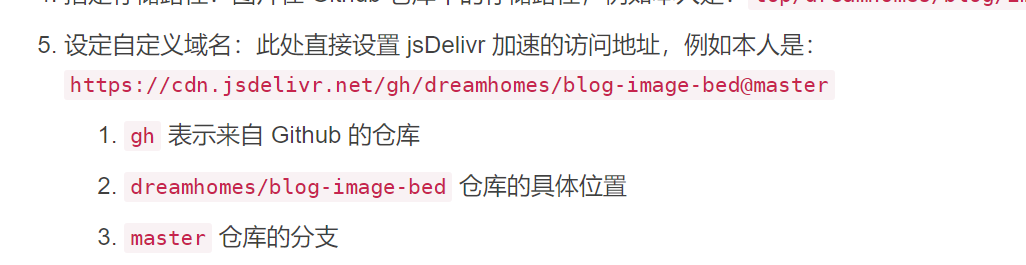 5. 设定自定义域名：此处直接设置 jsDelivr 加速的访问地址，例如本人是：
https://cdn.jsdelivr.net/gh/dreamhomes/blog-image-bed@master
1. gh 表示来自 Github 的仓库
2. dreamhomes/blog-image-bed 仓库的具体位置
3. master 仓库的分支